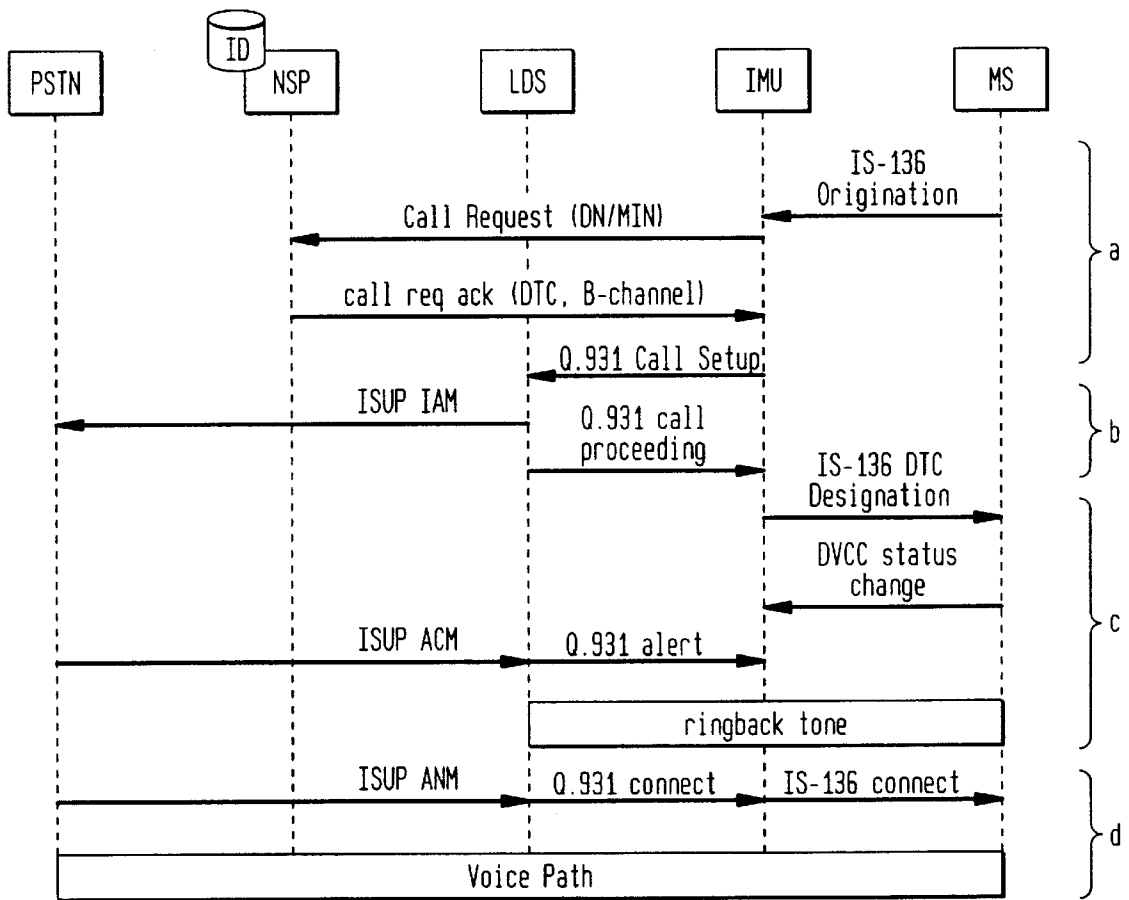 ID
PSTN
NSP
LDS
IMU
MS
IS-136
Origination
Call Request (DN/MIN)
a
call req ack (DTC, B-channel)
Q.931 Call Setup
ISUP IAM
Q.931 call
proceeding
b
IS-136 DTC
Designation
DVCC status
change
c
ISUP ACM
Q.931 alert
ringback tone
ISUP ANM
Q.931 connect
IS-136 connect
d
Voice Path